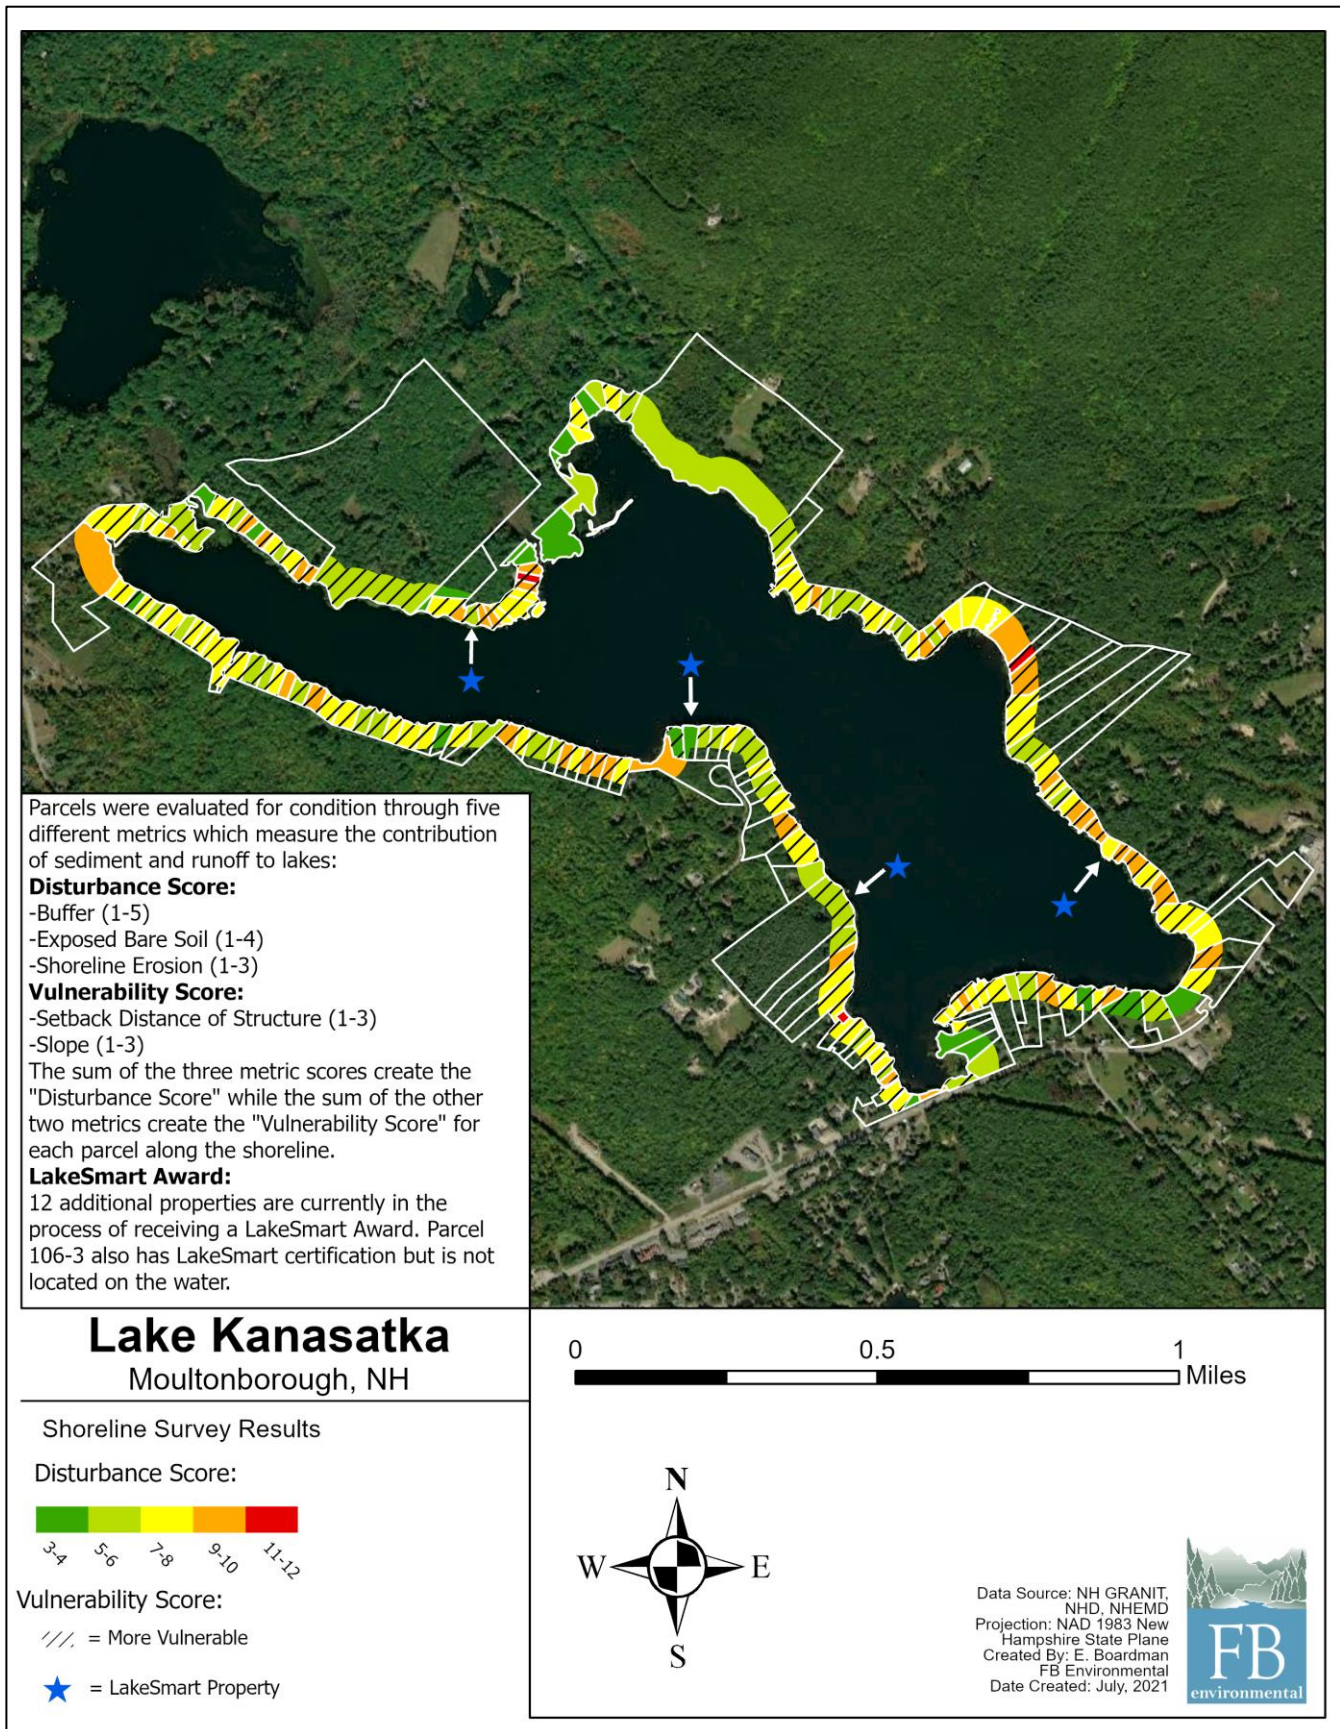 Parcels were evaluated for condition through five
different metrics which measure the contribution
of sediment and runoff to lakes:
Disturbance Score:
-Buffer (1-5)
-Exposed Bare Soil (1-4)
-Shoreline Erosion (1-3)
Vulnerability Score:
-Setback Distance of Structure (1-3)
-Slope (1-3)
The sum of the three metric scores create the
"Disturbance Score" while the sum of the other
two metrics create the "Vulnerability Score" for
each parcel along the shoreline.
LakeSmart Award:
12 additional properties are currently in the
process of receiving a LakeSmart Award. Parcel
106-3 also has LakeSmart certification but is not
located on the water.
Lake Kanasatka
Moultonborough, NH
Shoreline Survey Results
Disturbance Score:
3-4 5-6 7-8 9-10 11-12
Vulnerability Score:
= More Vulnerable
= LakeSmart Property
0 0.5 1
Miles
N
W E
S
Data Source: NH GRANIT,
NHD, NHEMD
Projection: NAD 1983 New
Hampshire State Plane
Created By: E. Boardman
FB Environmental
Date Created: July, 2021
FB
environmental